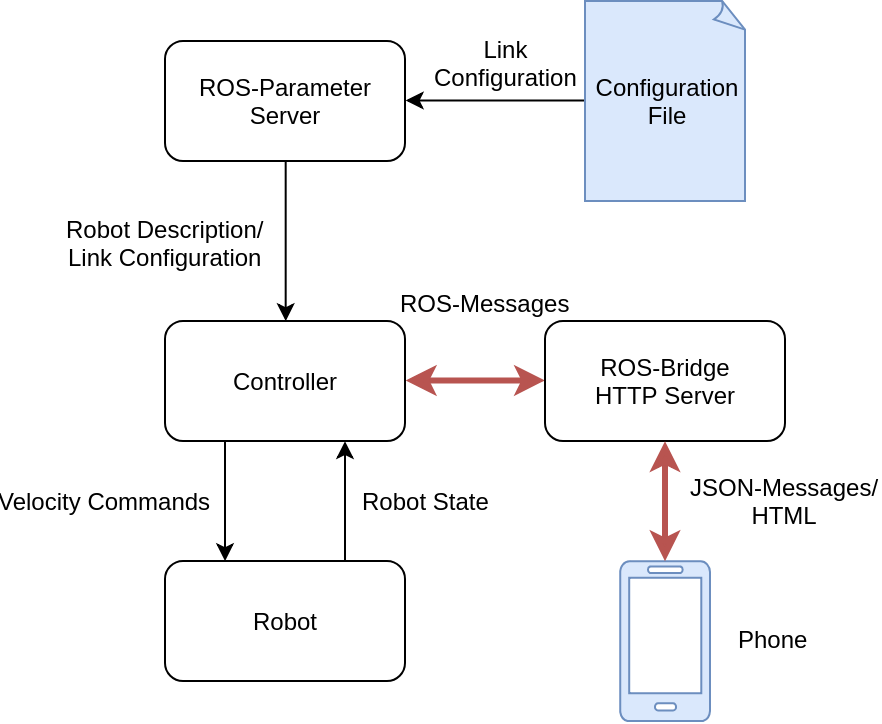 Link
Configuration
ROS-Parameter
Server
Configuration
File
Robot Description/
Link Configuration
ROS-Messages
Controller
ROS-Bridge
HTTP Server
Velocity Commands
Robot State
JSON-Messages/
HTML
Robot
Phone